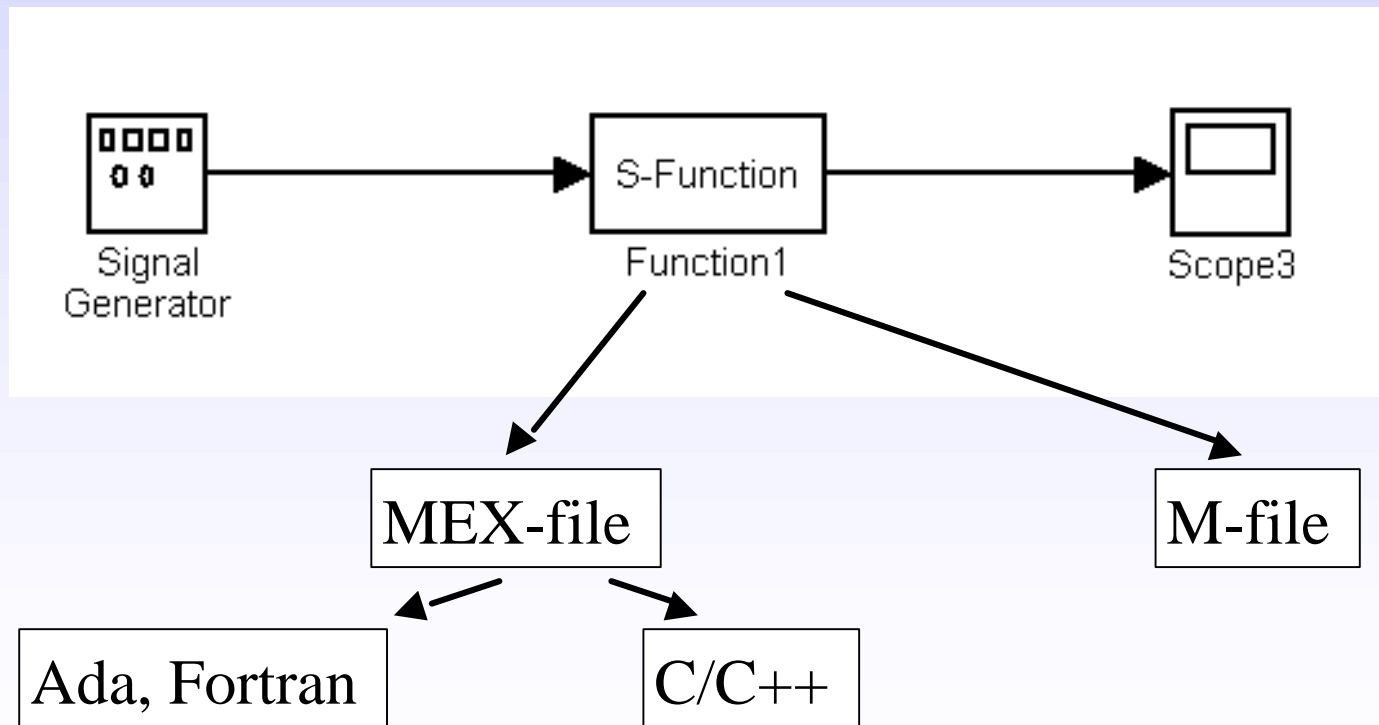 S-Function
Signal
Generator
Function1
Scope3
MEX-file
M-file
Ada, Fortran
C/C++